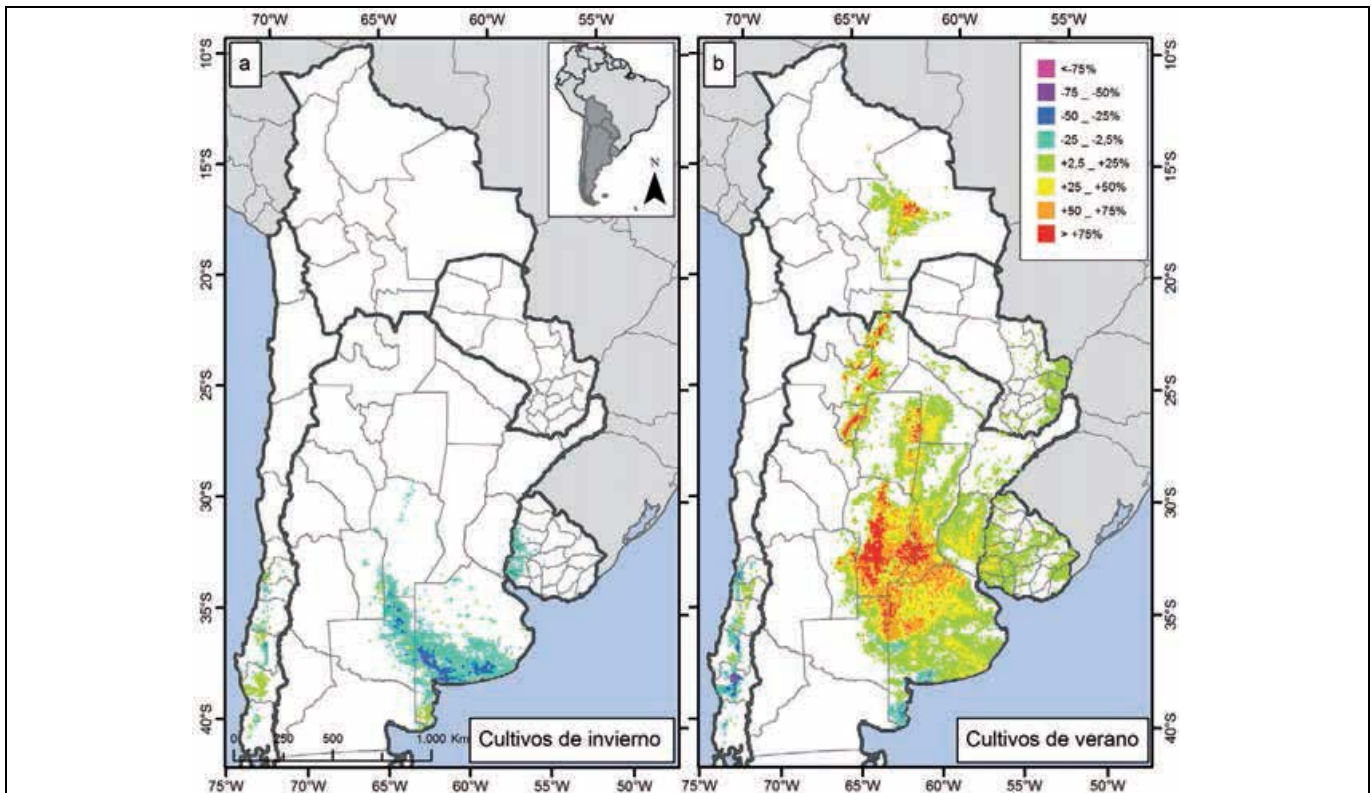 70°W 65°W 60°W 55°W 70°W 65°W 60°W 55°W
a
b
N
<-75%
-75 _ -50%
-50 _ -25%
-25 _ -2,5%
+2,5 _ +25%
+25 _ +50%
+50 _ +75%
> +75%
10°S
15°S
20°S
25°S
30°S
35°S
40°S
10°S
15°S
20°S
25°S
30°S
35°S
40°S
0 250 500 1.000 Km
Cultivos de invierno
Cultivos de verano
75°W 70°W 65°W 60°W 55°W 75°W 70°W 65°W 60°W 55°W 50°W